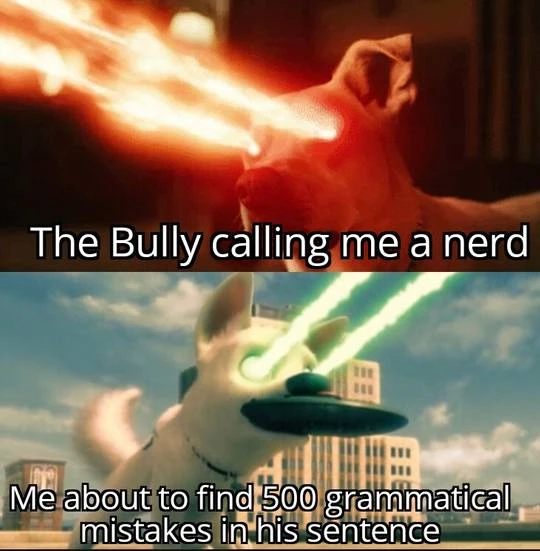 The Bully calling me a nerd
Me about to find 500 grammatical
mistakes in his sentence